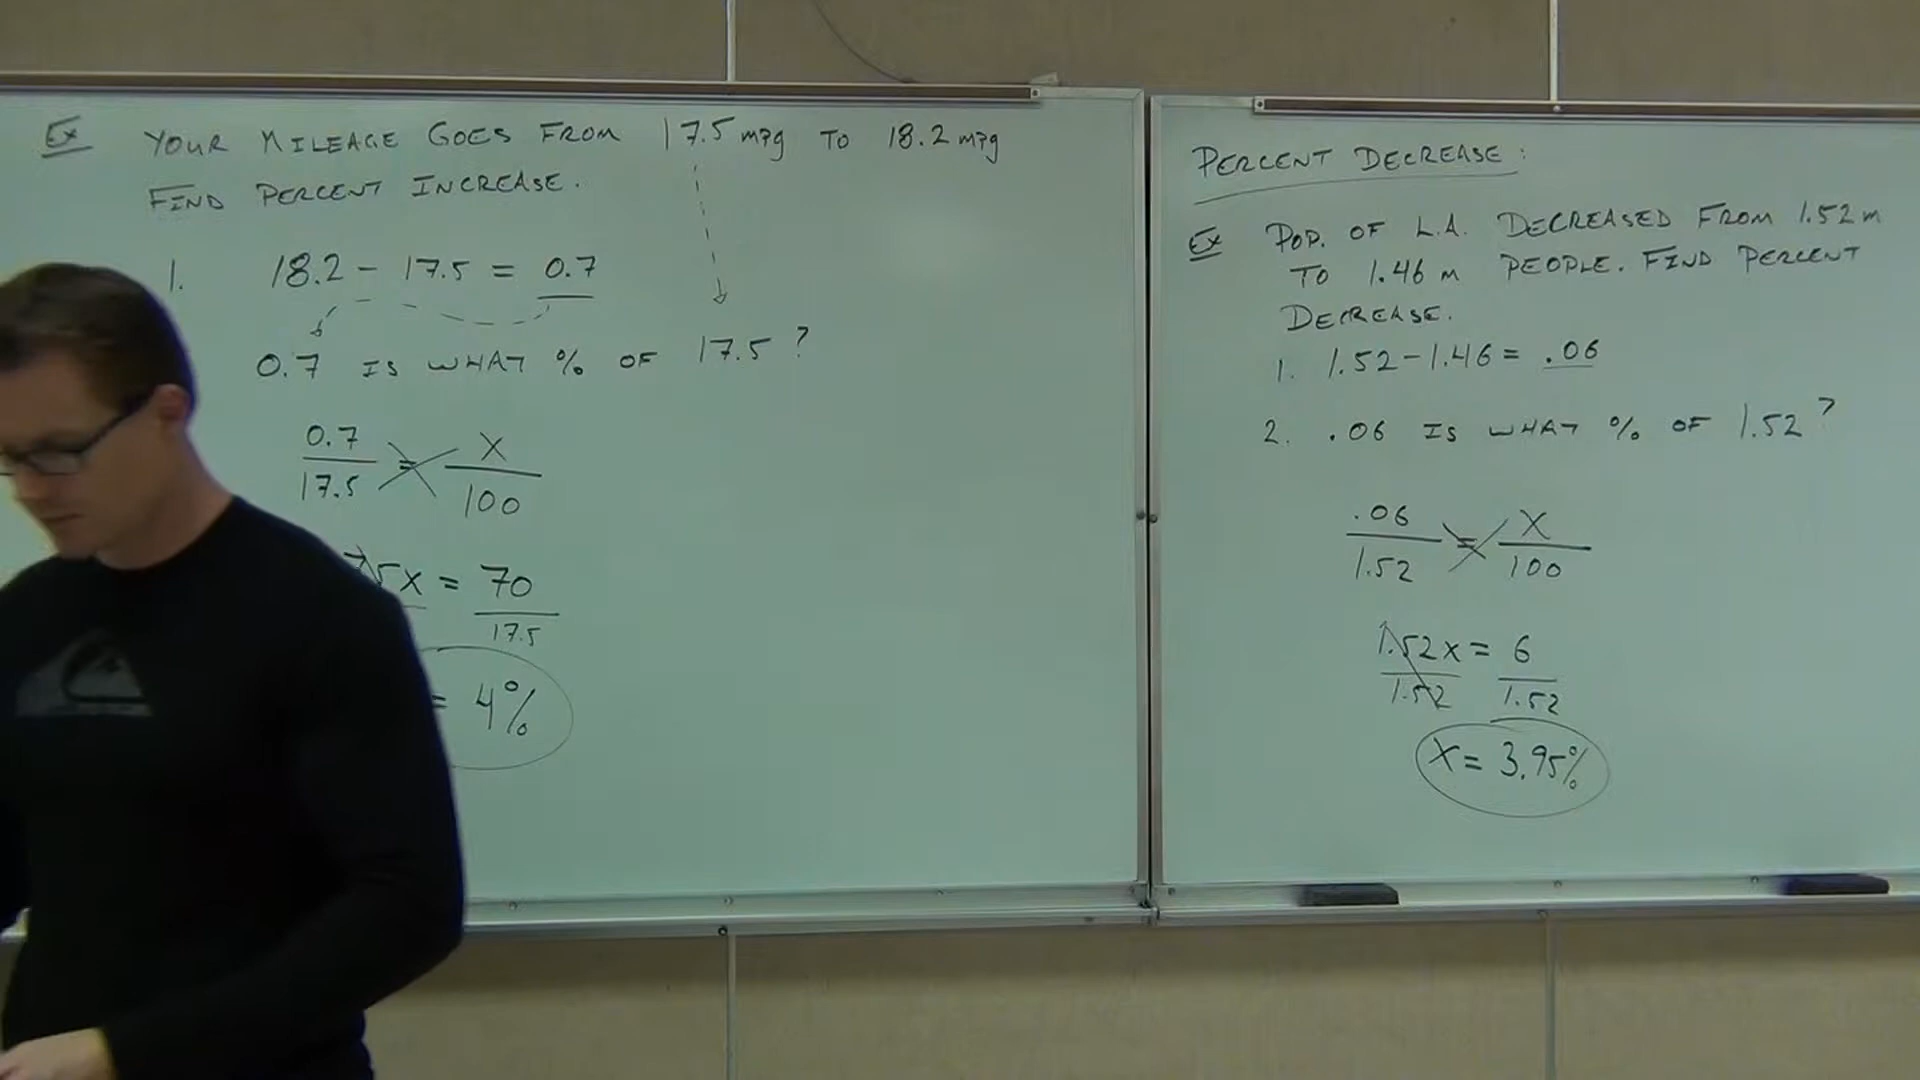 Ex YOUR MILEAGE GOES FROM 17.5 mpg TO 18.2 mpg
FIND PERCENT INCREASE.
1. 18.2 - 17.5 = 0.7
0.7 IS WHAT % OF 17.5 ?
0.7 = X
17.5 100
5x = 70
17.5
= 4%
PERCENT DECREASE:
Ex POP. OF L.A. DECREASED FROM 1.52 m
TO 1.46 m PEOPLE. FIND PERCENT
DECREASE.
1. 1.52 - 1.46 = .06
2. .06 IS WHAT % OF 1.52 ?
.06 = X
1.52 100
1.52x = 6
1.52 1.52
X = 3.95%